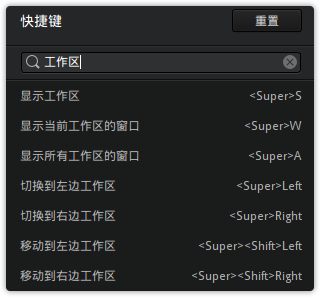 快捷键 重置
工作区
显示工作区 <Super>S
显示当前工作区的窗口 <Super>W
显示所有工作区的窗口 <Super>A
切换到左边工作区 <Super>Left
切换到右边工作区 <Super>Right
移动到左边工作区 <Super><Shift>Left
移动到右边工作区 <Super><Shift>Right